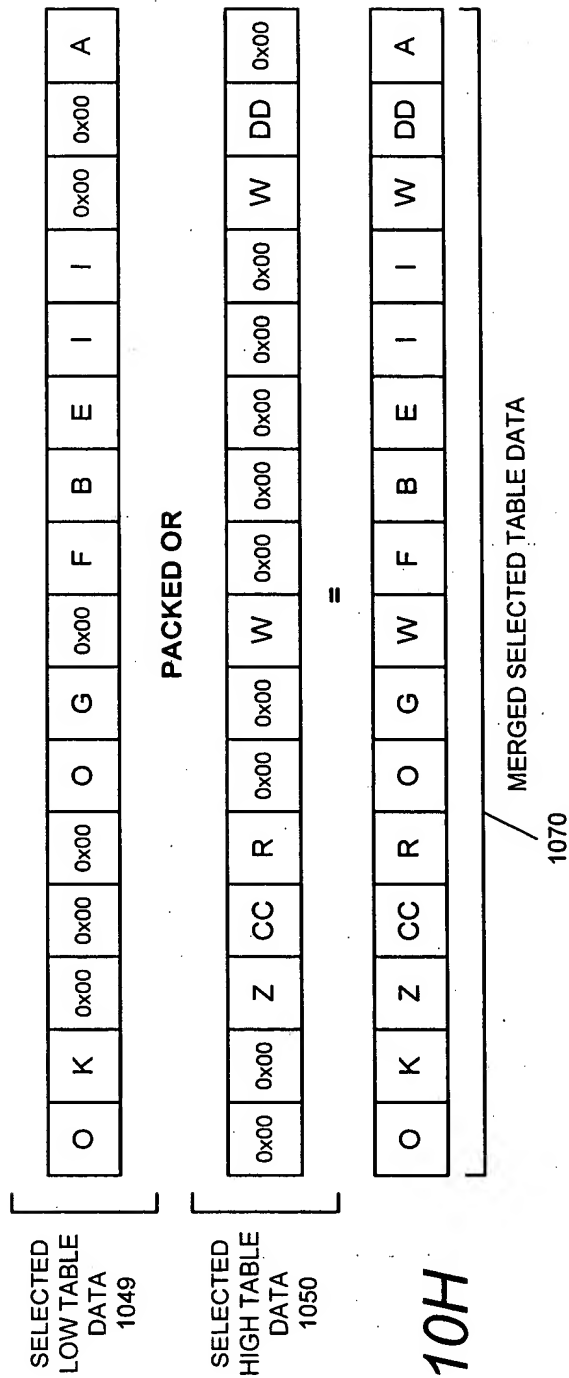 SELECTED
LOW TABLE
DATA
1049
O K 0x00 0x00 0x00 O G 0x00 F B E I I 0x00 0x00 A
PACKED OR
SELECTED
HIGH TABLE
DATA
1050
0x00 0x00 Z CC R 0x00 0x00 W 0x00 0x00 0x00 0x00 0x00 W DD 0x00
=
O K Z CC R O G W F B E I I W DD A
MERGED SELECTED TABLE DATA
1070
10H